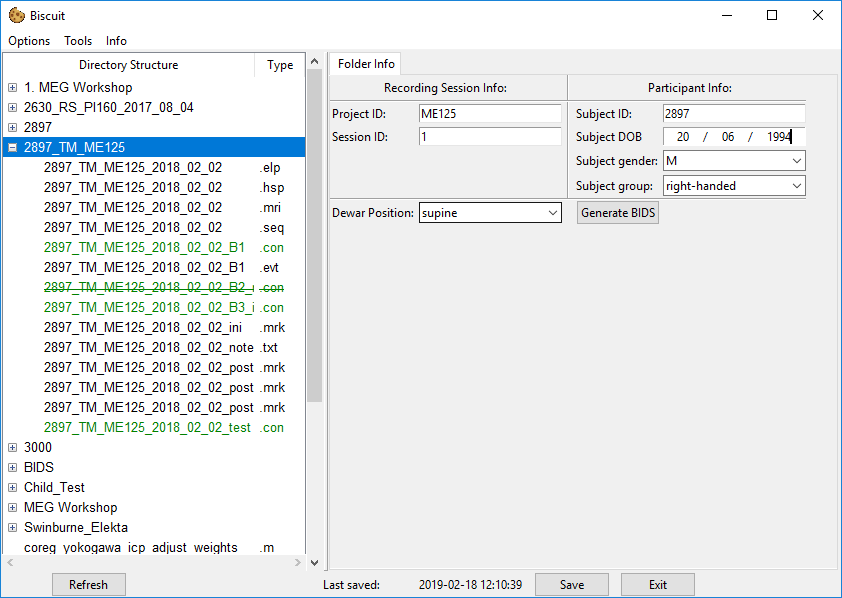 Biscuit
Options Tools Info
Directory Structure Type
1. MEG Workshop
2630_RS_PI160_2017_08_04
2897
2897_TM_ME125
2897_TM_ME125_2018_02_02 .elp
2897_TM_ME125_2018_02_02 .hsp
2897_TM_ME125_2018_02_02 .mri
2897_TM_ME125_2018_02_02 .seq
2897_TM_ME125_2018_02_02_B1 .con
2897_TM_ME125_2018_02_02_B1 .evt
2897_TM_ME125_2018_02_02_B2_ .con
2897_TM_ME125_2018_02_02_B3_i .con
2897_TM_ME125_2018_02_02_ini .mrk
2897_TM_ME125_2018_02_02_note .txt
2897_TM_ME125_2018_02_02_post .mrk
2897_TM_ME125_2018_02_02_post .mrk
2897_TM_ME125_2018_02_02_post .mrk
2897_TM_ME125_2018_02_02_test .con
3000
BIDS
Child_Test
MEG Workshop
Swinburne_Elekta
coreg_yokogawa_icp_adjust_weights .m
Folder Info
Recording Session Info: Participant Info:
Project ID: ME125 Subject ID: 2897
Session ID: 1 Subject DOB 20 / 06 / 1994
Subject gender: M
Subject group: right-handed
Dewar Position: supine Generate BIDS
Refresh Last saved: 2019-02-18 12:10:39 Save Exit